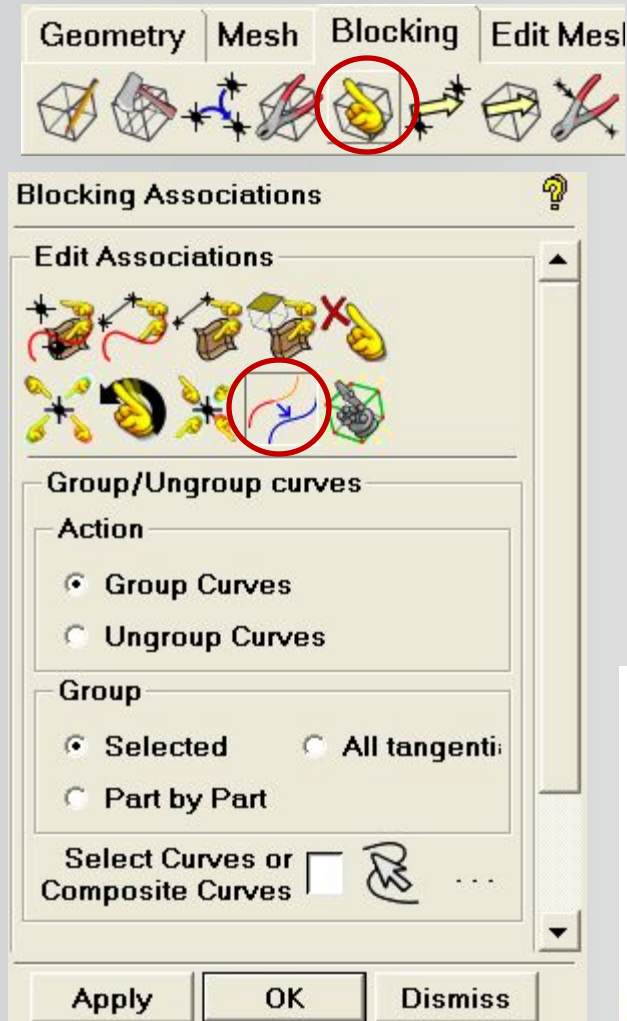 Geometry Mesh Blocking Edit Mesl
Blocking Associations
Edit Associations
Group/Ungroup curves
Action
Group Curves
Ungroup Curves
Group
Selected All tangenti
Part by Part
Select Curves or
Composite Curves ...
Apply OK Dismiss